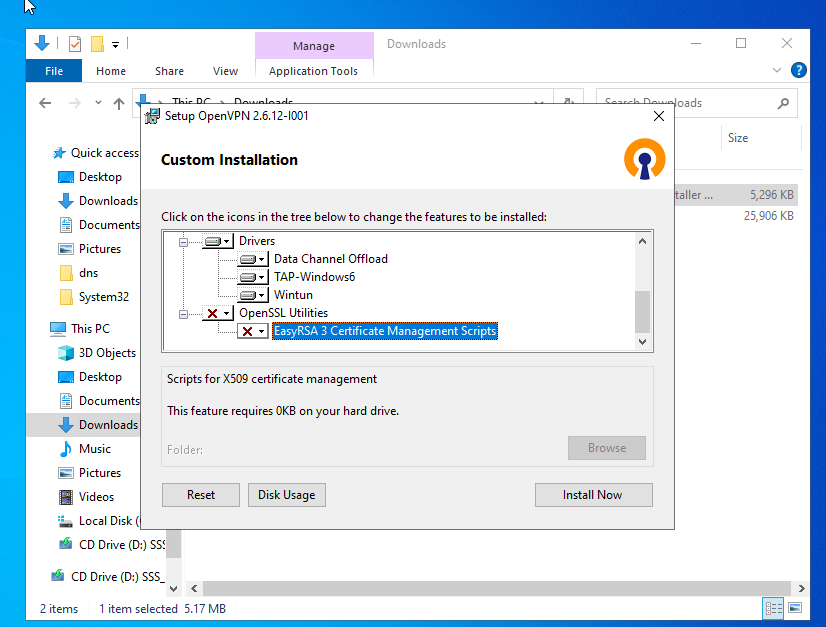 Manage
Downloads
File
Home
Share
View
Application Tools
This PC
Downloads
Search Downloads
Setup OpenVPN 2.6.12-I001
Custom Installation
Size
Quick access
Desktop
Downloads
Documents
Pictures
dns
System32
This PC
3D Objects
Desktop
Documents
Downloads
Music
Pictures
Videos
Local Disk (
CD Drive (D:) SSS
CD Drive (D:) SSS_
taller ...
5,296 KB
25,906 KB
Click on the icons in the tree below to change the features to be installed:
Drivers
Data Channel Offload
TAP-Windows6
Wintun
OpenSSL Utilities
EasyRSA 3 Certificate Management Scripts
Scripts for X509 certificate management
This feature requires 0KB on your hard drive.
Folder:
Browse
Reset
Disk Usage
Install Now
2 items
1 item selected 5.17 MB